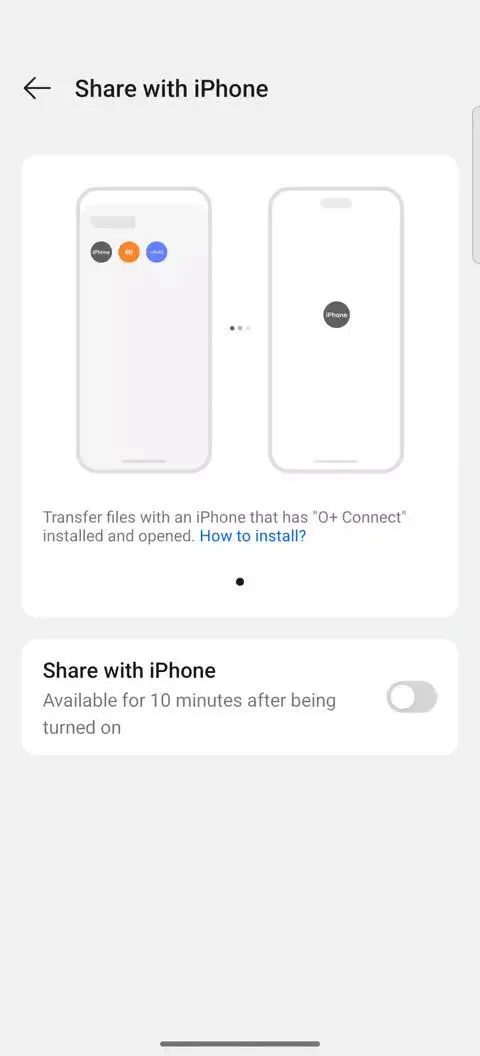 Share with iPhone
iPhone
vivo
iPhone
Transfer files with an iPhone that has "O+ Connect"
installed and opened. How to install?
Share with iPhone
Available for 10 minutes after being
turned on